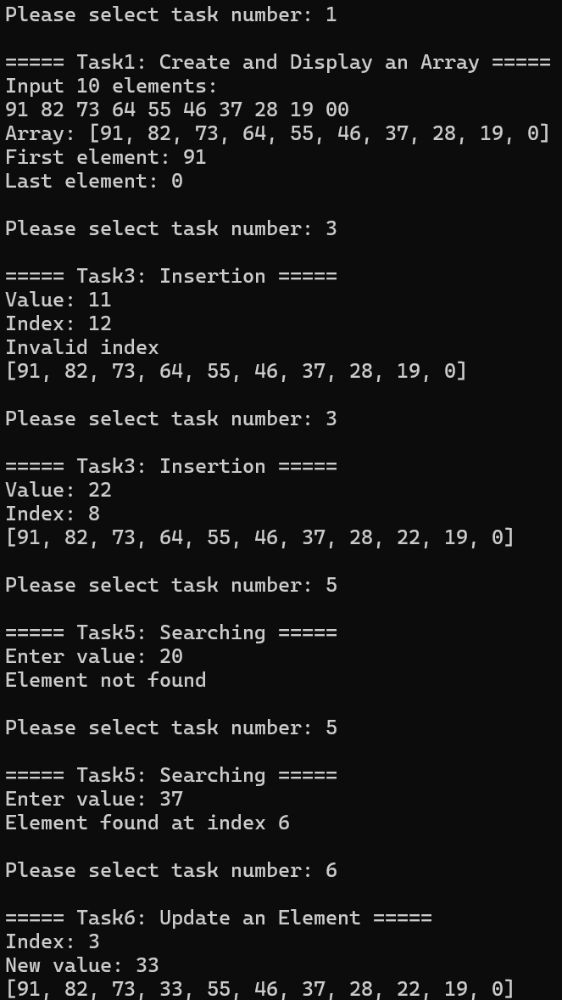 Please select task number: 1
===== Task1: Create and Display an Array =====
Input 10 elements:
91 82 73 64 55 46 37 28 19 00
Array: [91, 82, 73, 64, 55, 46, 37, 28, 19, 0]
First element: 91
Last element: 0
Please select task number: 3
===== Task3: Insertion =====
Value: 11
Index: 12
Invalid index
[91, 82, 73, 64, 55, 46, 37, 28, 19, 0]
Please select task number: 3
===== Task3: Insertion =====
Value: 22
Index: 8
[91, 82, 73, 64, 55, 46, 37, 28, 22, 19, 0]
Please select task number: 5
===== Task5: Searching =====
Enter value: 20
Element not found
Please select task number: 5
===== Task5: Searching =====
Enter value: 37
Element found at index 6
Please select task number: 6
===== Task6: Update an Element =====
Index: 3
New value: 33
[91, 82, 73, 33, 55, 46, 37, 28, 22, 19, 0]